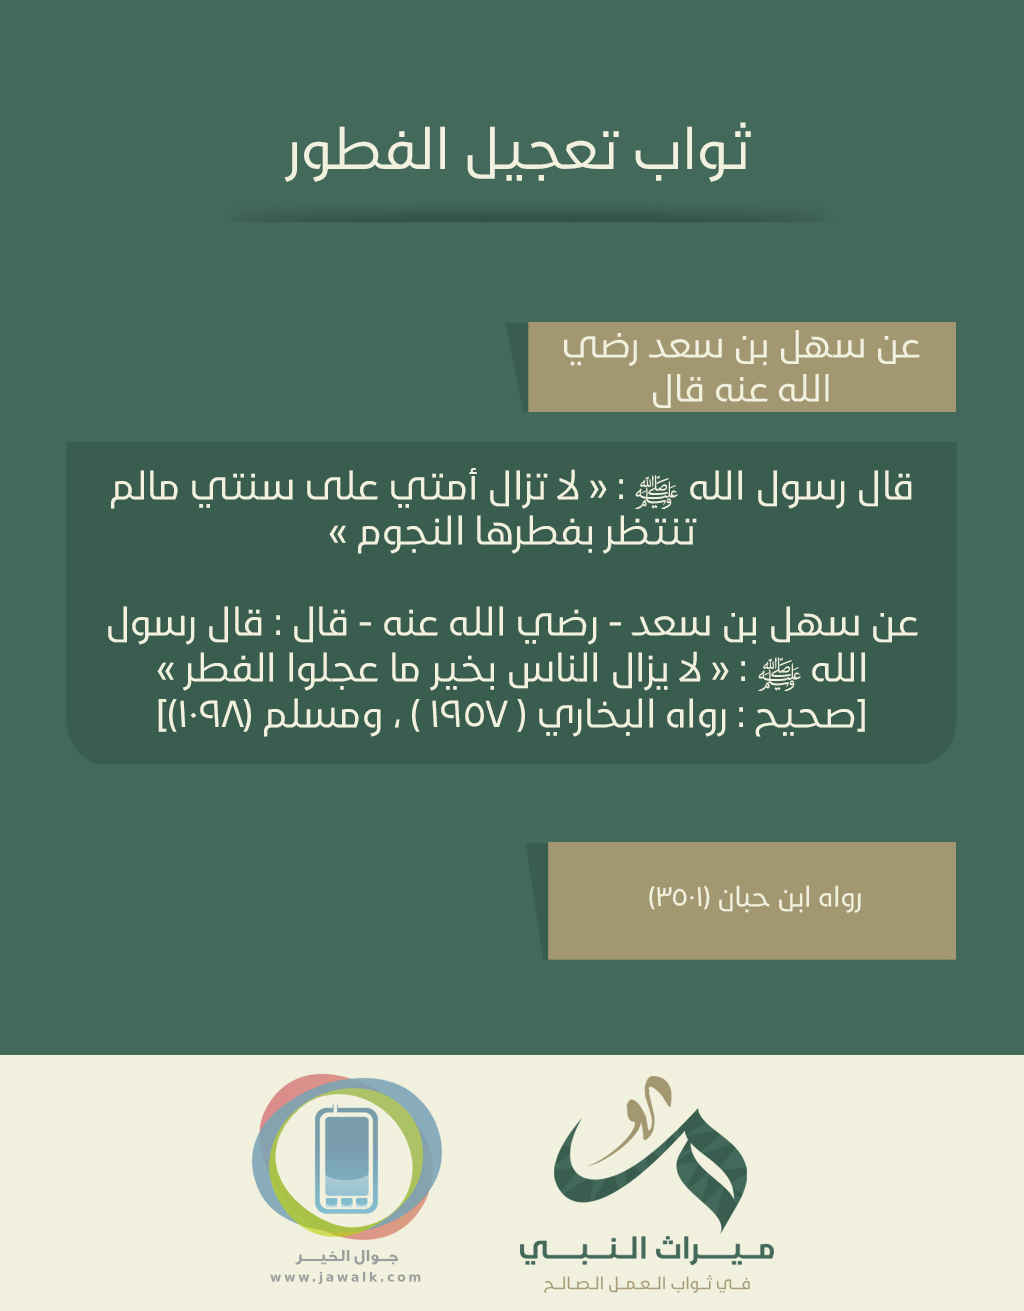 ثواب تعجيل الفطور
عن سهل بن سعد رضي
الله عنه قال
قال رسول الله ﷺ : « لا تزال أمتي على سنتي مالم
تنتظر بفطرها النجوم »
عن سهل بن سعد - رضي الله عنه - قال : قال رسول
الله ﷺ : « لا يزال الناس بخير ما عجلوا الفطر »
[صحيح : رواه البخاري ( ١٩٥٧ ) ، ومسلم (١٠٩٨)]
رواه ابن حبان (٣٥٠١)
ميراث النبي
في ثواب العمل الصالح
جوال الخير
www.jawalk.com